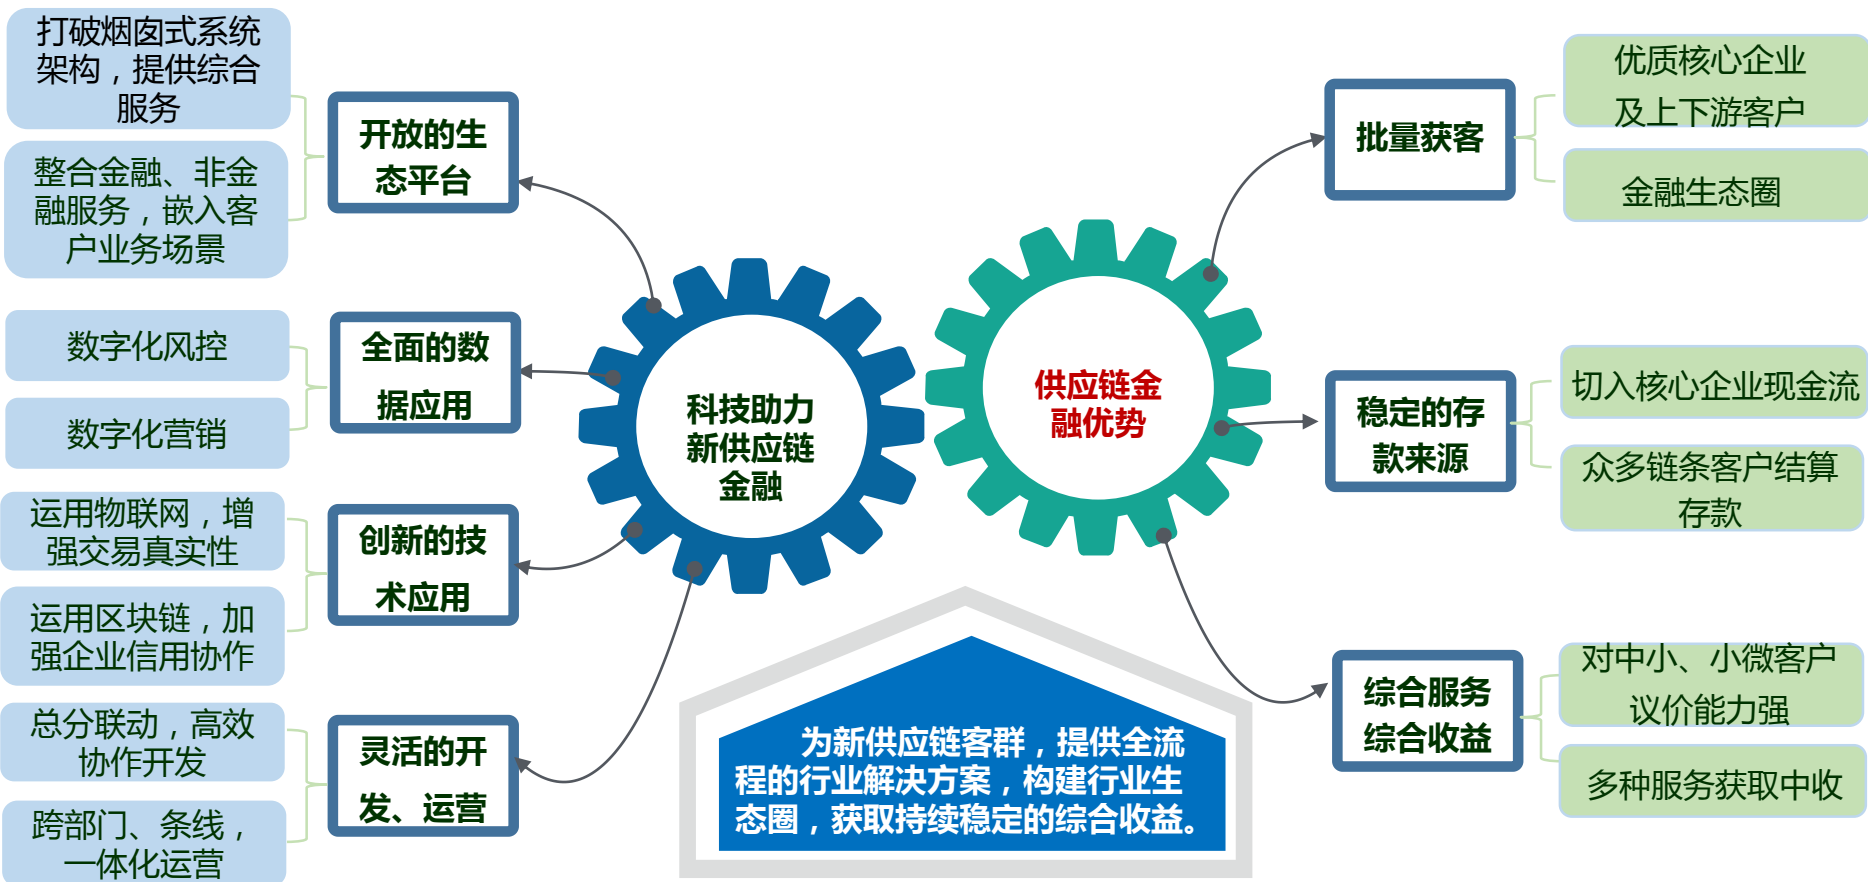 打破烟囱式系统
架构，提供综合
服务
整合金融、非金
融服务，嵌入客
户业务场景
开放的生
态平台
数字化风控
数字化营销
全面的数
据应用
运用物联网，增
强交易真实性
运用区块链，加
强企业信用协作
创新的技
术应用
总分联动，高效
协作开发
跨部门、条线，
一体化运营
灵活的开
发、运营
科技助力
新供应链
金融
供应链金
融优势
批量获客
优质核心企业
及上下游客户
金融生态圈
稳定的存
款来源
切入核心企业现金流
众多链条客户结算
存款
综合服务
综合收益
对中小、小微客户
议价能力强
多种服务获取中收
为新供应链客群，提供全流
程的行业解决方案，构建行业生
态圈，获取持续稳定的综合收益。